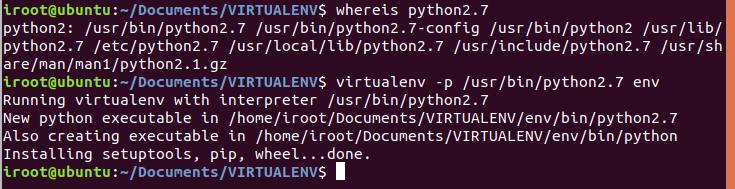 iroot@ubuntu:~/Documents/VIRTUALENV$ whereis python2.7
python2: /usr/bin/python2.7 /usr/bin/python2.7-config /usr/bin/python2 /usr/lib/
python2.7 /etc/python2.7 /usr/local/lib/python2.7 /usr/include/python2.7 /usr/sh
are/man/man1/python2.1.gz
iroot@ubuntu:~/Documents/VIRTUALENV$ virtualenv -p /usr/bin/python2.7 env
Running virtualenv with interpreter /usr/bin/python2.7
New python executable in /home/iroot/Documents/VIRTUALENV/env/bin/python2.7
Also creating executable in /home/iroot/Documents/VIRTUALENV/env/bin/python
Installing setuptools, pip, wheel...done.
iroot@ubuntu:~/Documents/VIRTUALENV$